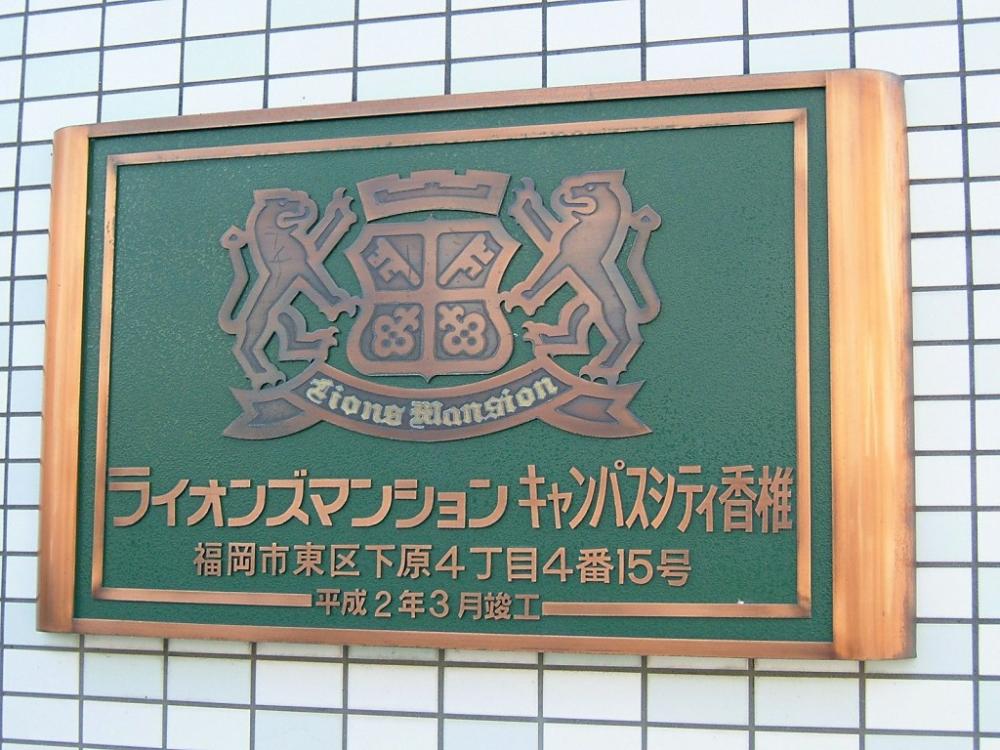 Lions Mansion
ライオンズマンションキャンパスシティ香椎
福岡市東区下原4丁目4番15号
平成2年3月竣工